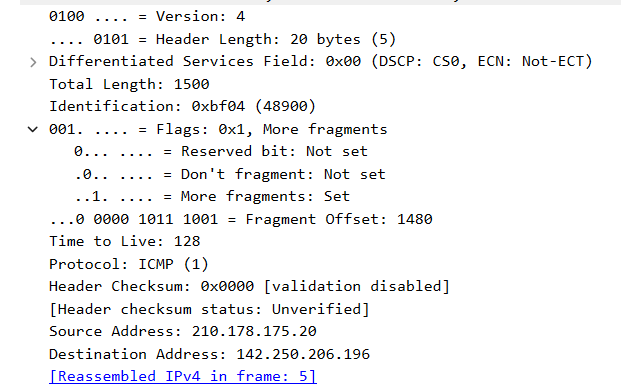 0100 .... = Version: 4
.... 0101 = Header Length: 20 bytes (5)
Differentiated Services Field: 0x00 (DSCP: CS0, ECN: Not-ECT)
Total Length: 1500
Identification: 0xbf04 (48900)
001. .... = Flags: 0x1, More fragments
0... .... = Reserved bit: Not set
.0.. .... = Don't fragment: Not set
..1. .... = More fragments: Set
...0 0000 1011 1001 = Fragment Offset: 1480
Time to Live: 128
Protocol: ICMP (1)
Header Checksum: 0x0000 [validation disabled]
[Header checksum status: Unverified]
Source Address: 210.178.175.20
Destination Address: 142.250.206.196
[Reassembled IPv4 in frame: 5]